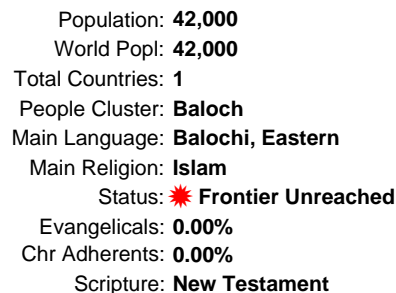 Population: 42,000
World Popl: 42,000
Total Countries: 1
People Cluster: Baloch
Main Language: Balochi, Eastern
Main Religion: Islam
Status: Frontier Unreached
Evangelicals: 0.00%
Chr Adherents: 0.00%
Scripture: New Testament